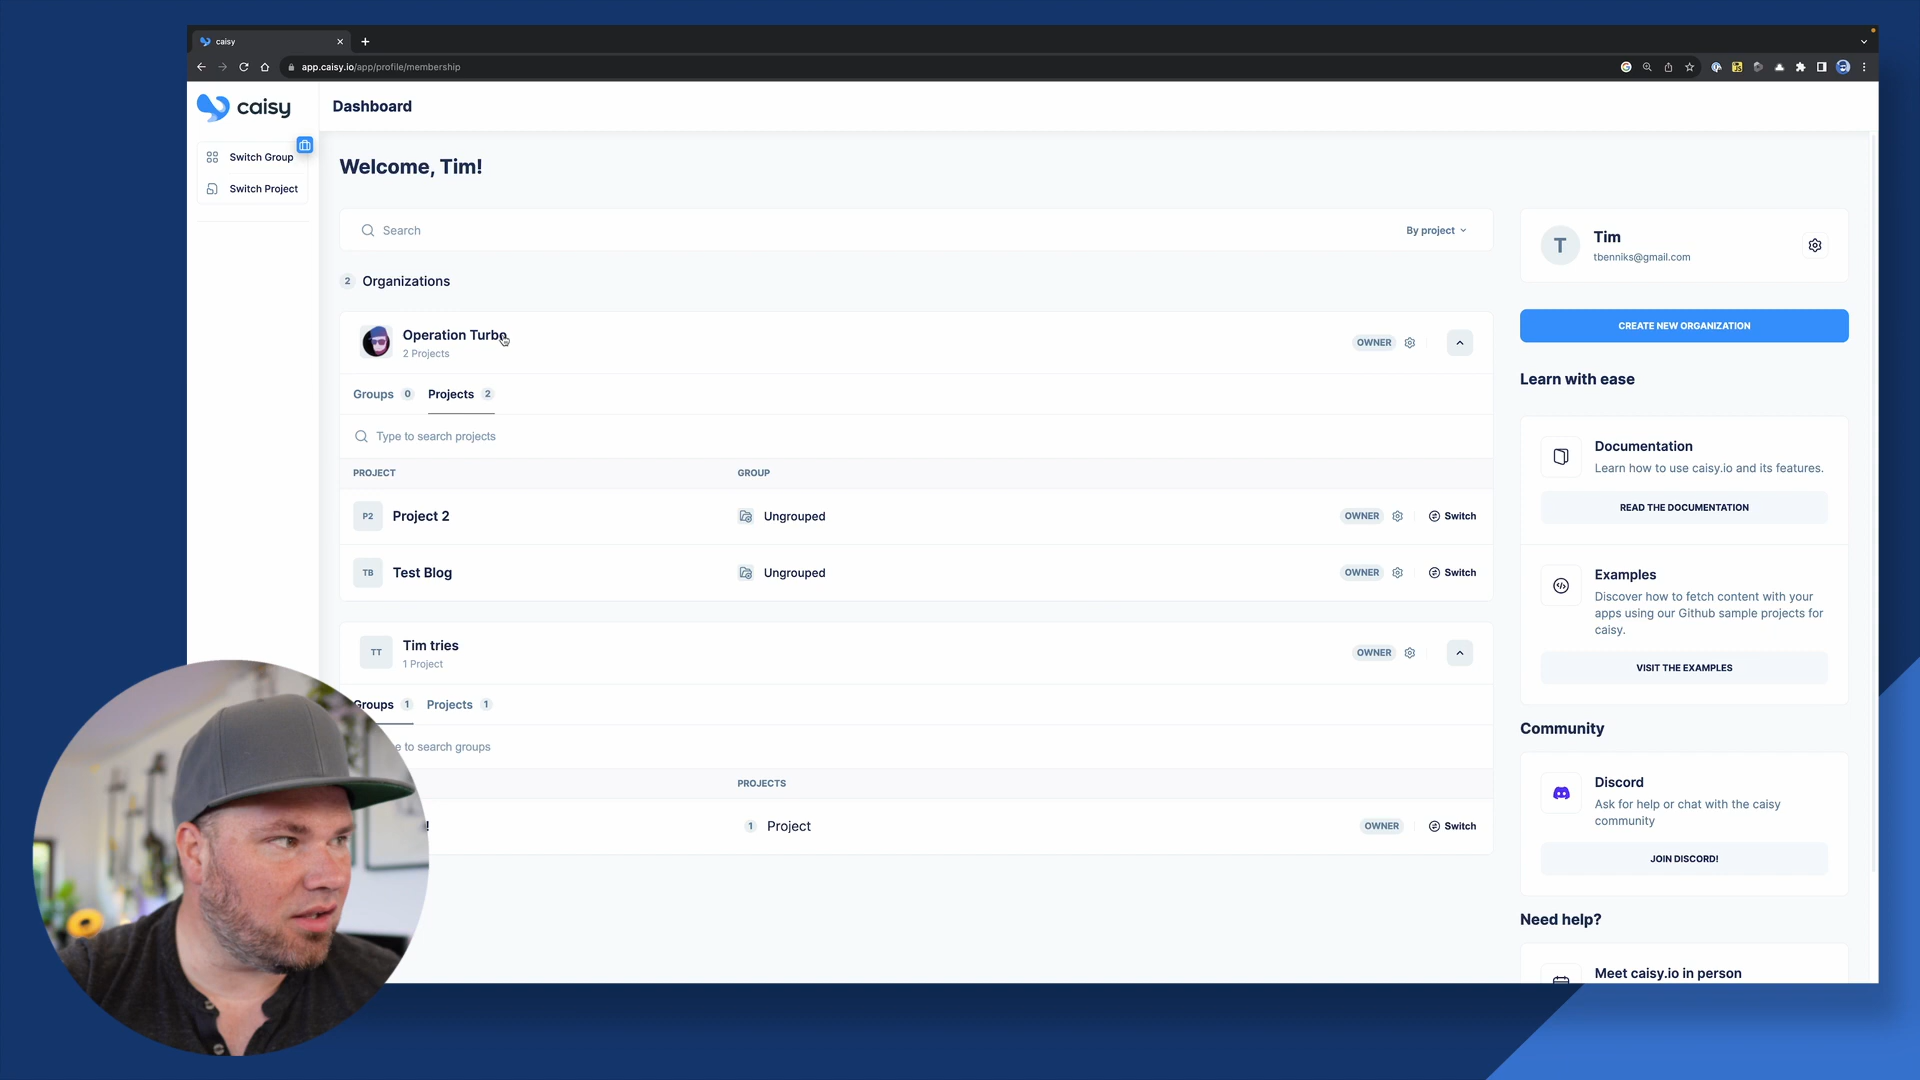 caisy
app.caisy.io/app/profile/membership
caisy
Dashboard
Switch Group
Switch Project
Welcome, Tim!
Search
By project
2 Organizations
Operation Turbo
2 Projects
OWNER
Groups 0 Projects 2
Type to search projects
PROJECT GROUP
P2 Project 2 Ungrouped OWNER Switch
TB Test Blog Ungrouped OWNER Switch
TT Tim tries
1 Project
OWNER
Groups 1 Projects 1
e to search groups
PROJECTS
! 1 Project OWNER Switch
T Tim
tbenniks@gmail.com
CREATE NEW ORGANIZATION
Learn with ease
Documentation
Learn how to use caisy.io and its features.
READ THE DOCUMENTATION
Examples
Discover how to fetch content with your
apps using our Github sample projects for
caisy.
VISIT THE EXAMPLES
Community
Discord
Ask for help or chat with the caisy
community
JOIN DISCORD!
Need help?
Meet caisy.io in person